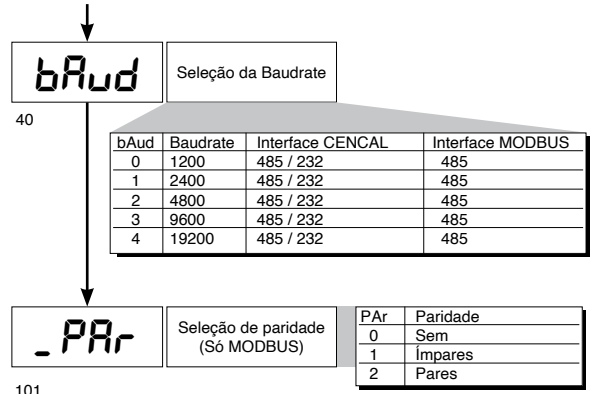 bAud
Seleção da Baudrate
40
bAud Baudrate Interface CENCAL Interface MODBUS
0 1200 485 / 232 485
1 2400 485 / 232 485
2 4800 485 / 232 485
3 9600 485 / 232 485
4 19200 485 / 232 485
_PAr
Seleção de paridade
(Só MODBUS)
PAr Paridade
0 Sem
1 Ímpares
2 Pares
101